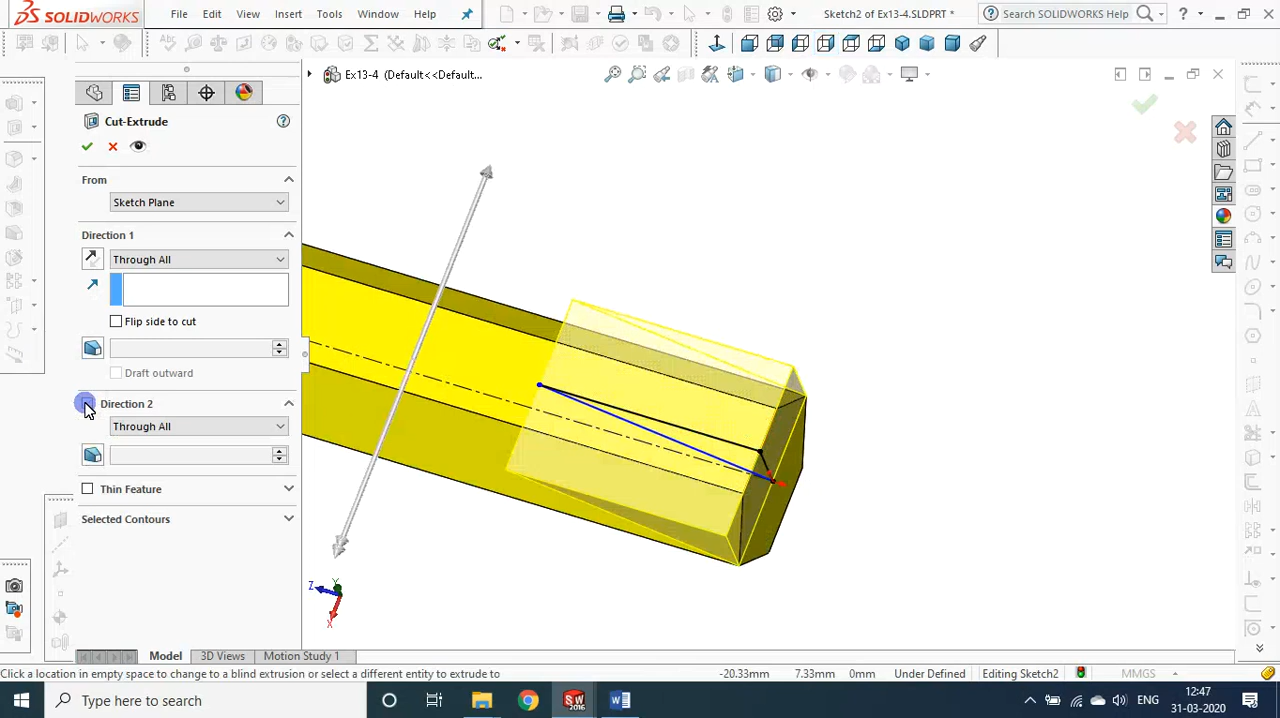 SOLIDWORKS File Edit View Insert Tools Window Help Sketch2 of Ex13-4.SLDPRT * Search SOLIDWORKS Help ?
Ex13-4 (Default<<Default...
Cut-Extrude
From
Sketch Plane
Direction 1
Through All
Flip side to cut
Draft outward
Direction 2
Through All
Thin Feature
Selected Contours
Z Y
X
Model 3D Views Motion Study 1
Click a location in empty space to change to a blind extrusion or select a different entity to extrude to -20.33mm 7.33mm 0mm Under Defined Editing Sketch2 MMGS
Type here to search ENG 12:47
31-03-2020
SW
2016